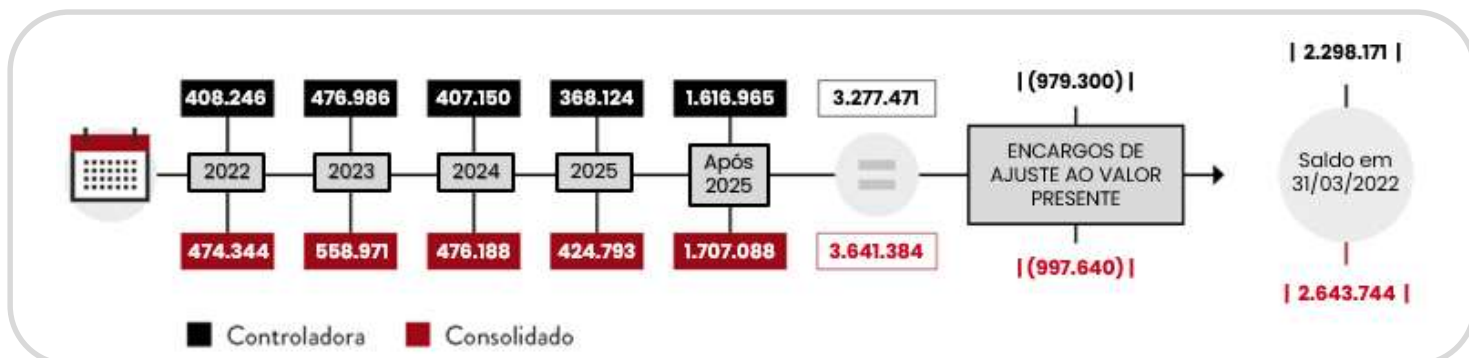 408.246 476.986 407.150 368.124 1.616.965 3.277.471
|(979.300)|
| 2.298.171 |
2022 2023 2024 2025
Após
2025
ENCARGOS DE
AJUSTE AO VALOR
PRESENTE
Saldo em
31/03/2022
474.344 558.971 476.188 424.793 1.707.088 3.641.384
|(997.640)|
| 2.643.744 |
Controladora Consolidado